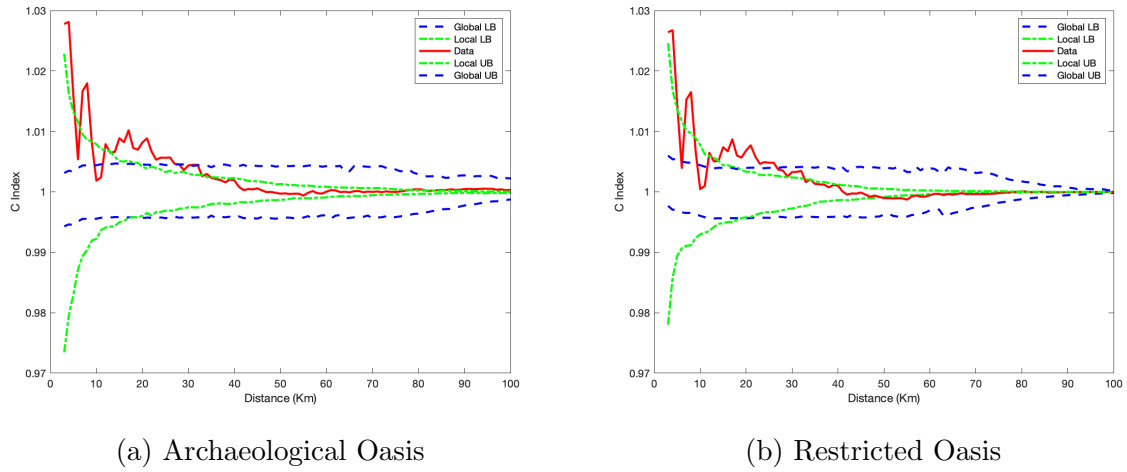 1.03
1.02
1.01
1
0.99
0.98
0.97
C Index
0 10 20 30 40 50 60 70 80 90 100
Distance (Km)
Global LB
Local LB
Data
Local UB
Global UB
(a) Archaeological Oasis
1.03
1.02
1.01
1
0.99
0.98
0.97
C Index
0 10 20 30 40 50 60 70 80 90 100
Distance (Km)
Global LB
Local LB
Data
Local UB
Global UB
(b) Restricted Oasis